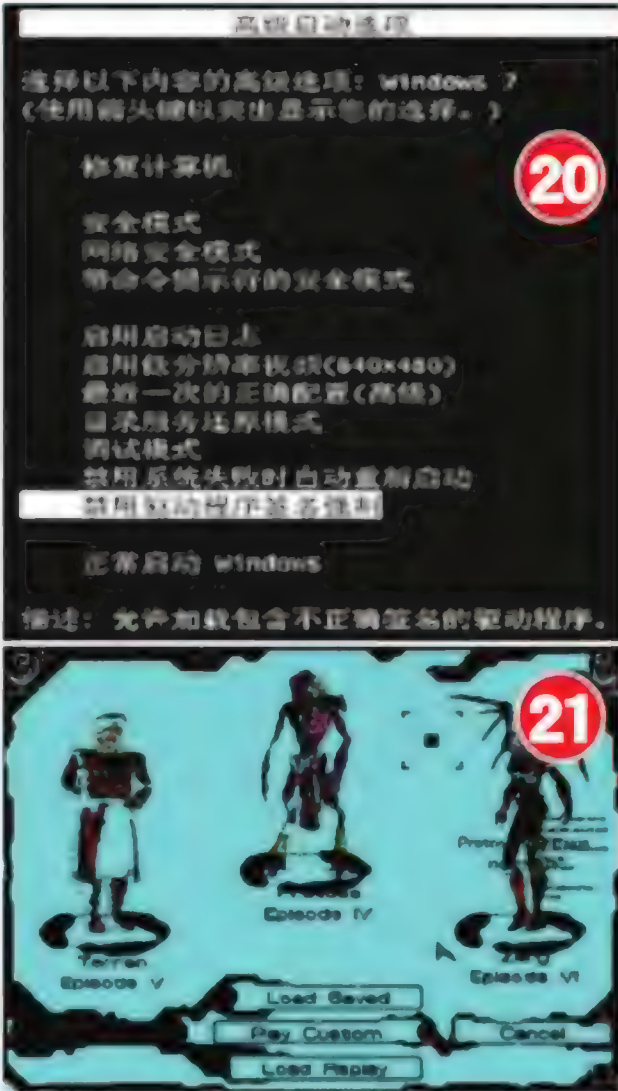 高级启动选项
选择以下内容的高级选项: Windows 7
(使用箭头键以突出显示您的选择。)
20
修复计算机
安全模式
网络安全模式
带命令提示符的安全模式
启用启动日志
启用低分辨率视频(640x480)
最近一次的正确配置(高级)
目录服务还原模式
调试模式
禁用系统失败时自动重新启动
禁用驱动程序签名强制
正常启动 Windows
描述: 允许加载包含不正确签名的驱动程序。
21
Protoss
Episode IV
Terran
Episode V
Zerg
Episode VI
Load Saved
Play Custom
Cancel
Load Replay